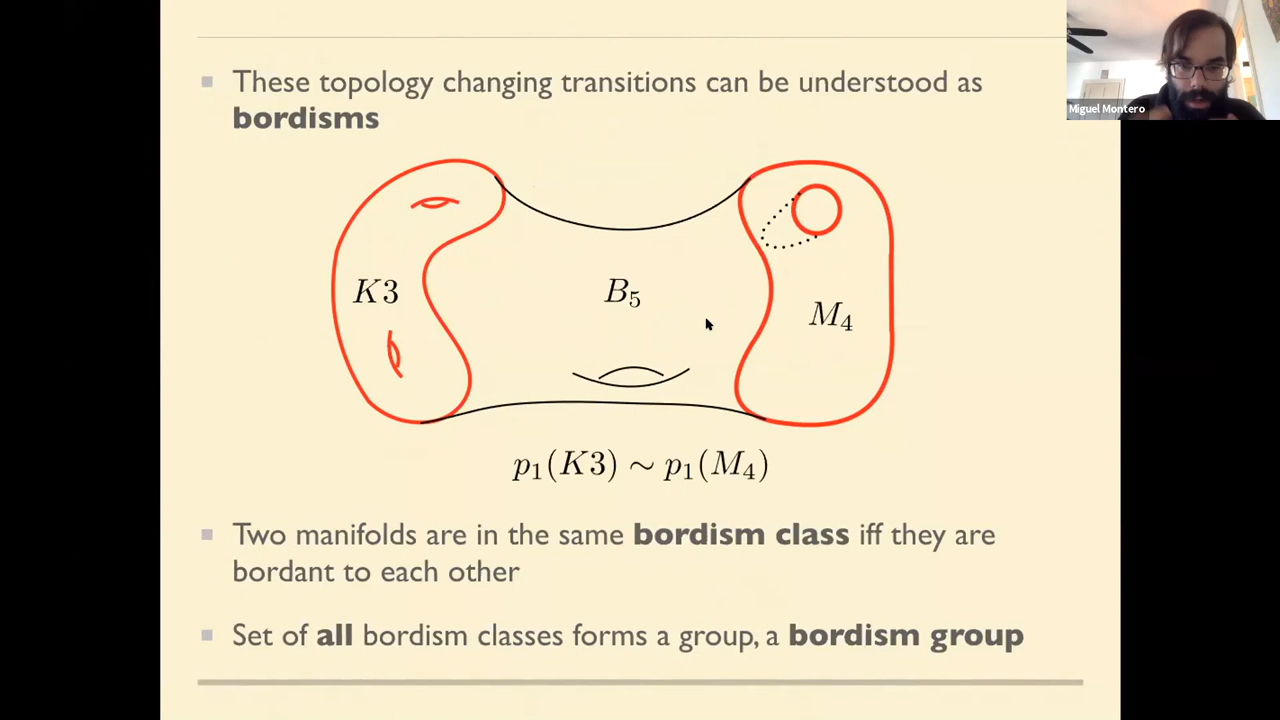 These topology changing transitions can be understood as
bordisms
Miguel Montero
K3
B₅
M₄
p₁(K3) ∼ p₁(M₄)
Two manifolds are in the same bordism class iff they are
bordant to each other
Set of all bordism classes forms a group, a bordism group